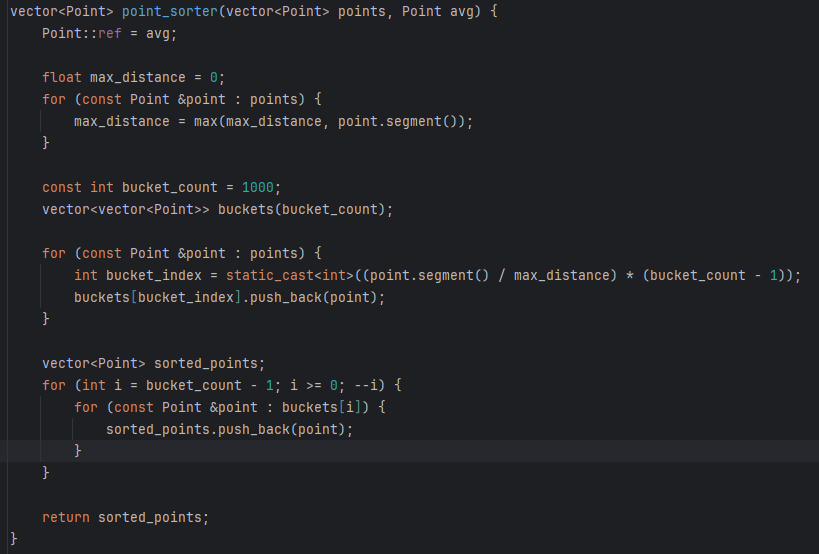 vector<Point> point_sorter(vector<Point> points, Point avg) {
    Point::ref = avg;

    float max_distance = 0;
    for (const Point &point : points) {
        max_distance = max(max_distance, point.segment());
    }

    const int bucket_count = 1000;
    vector<vector<Point>> buckets(bucket_count);

    for (const Point &point : points) {
        int bucket_index = static_cast<int>((point.segment() / max_distance) * (bucket_count - 1));
        buckets[bucket_index].push_back(point);
    }

    vector<Point> sorted_points;
    for (int i = bucket_count - 1; i >= 0; --i) {
        for (const Point &point : buckets[i]) {
            sorted_points.push_back(point);
        }
    }

    return sorted_points;
}